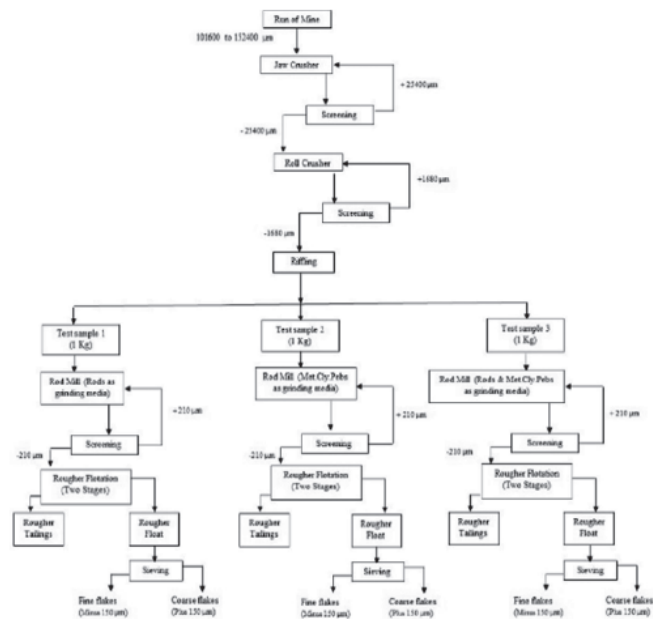 Run of Mine
101600 to 152400 µm
Jaw Crusher
+25400µm
Screening
- 25400 µm
Roll Crusher
+1680 µm
Screening
-1680 µm
Riffling
Test sample 1
(1 Kg)
Test sample 2
(1 Kg)
Test sample 3
(1 Kg)
Rod Mill (Rods as
grinding media)
Rod Mill (Met.Cly.Pebs
as grinding media)
Rod Mill (Rods & Met.Cly.Pebs
as grinding media)
+210 µm
+ 210 µm
+ 210 µm
Screening
Screening
Screening
-210 µm
-210 µm
-210 µm
Rougher Flotation
(Two Stages)
Rougher Flotation
(Two Stages)
Rougher Flotation
(Two Stages)
Rougher
Tailings
Rougher
Float
Rougher
Tailings
Rougher
Float
Rougher
Tailings
Rougher
Float
Sieving
Sieving
Sieving
Fine flakes
(Minus 150 µm)
Coarse flakes
(Plus 150 µm)
Fine flakes
(Minus 150 µm)
Coarse flakes
(Plus 150 µm)
Fine flakes
(Minus 150 µm)
Coarse flakes
(Plus 150 µm)